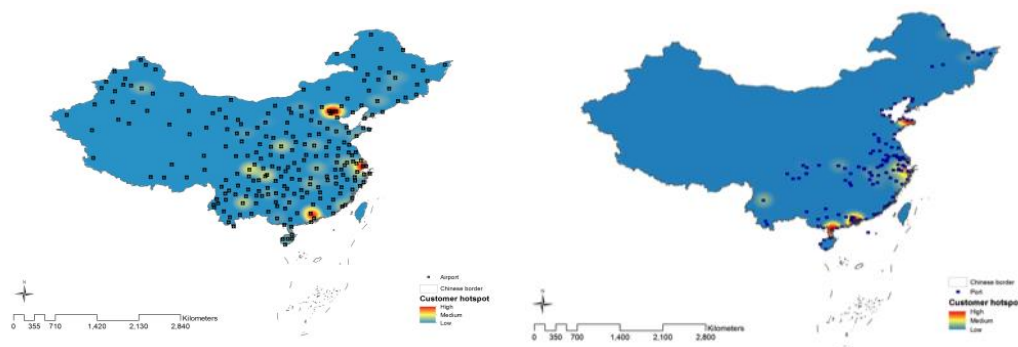 N
Airport
Chinese border
Customer hotspot
High
Medium
Low
Kilometers
0 355 710 1,420 2,130 2,840
N
Chinese border
Port
Customer hotspo
High
Medium
Low
Kilometers
0 350 700 1,400 2,100 2,800